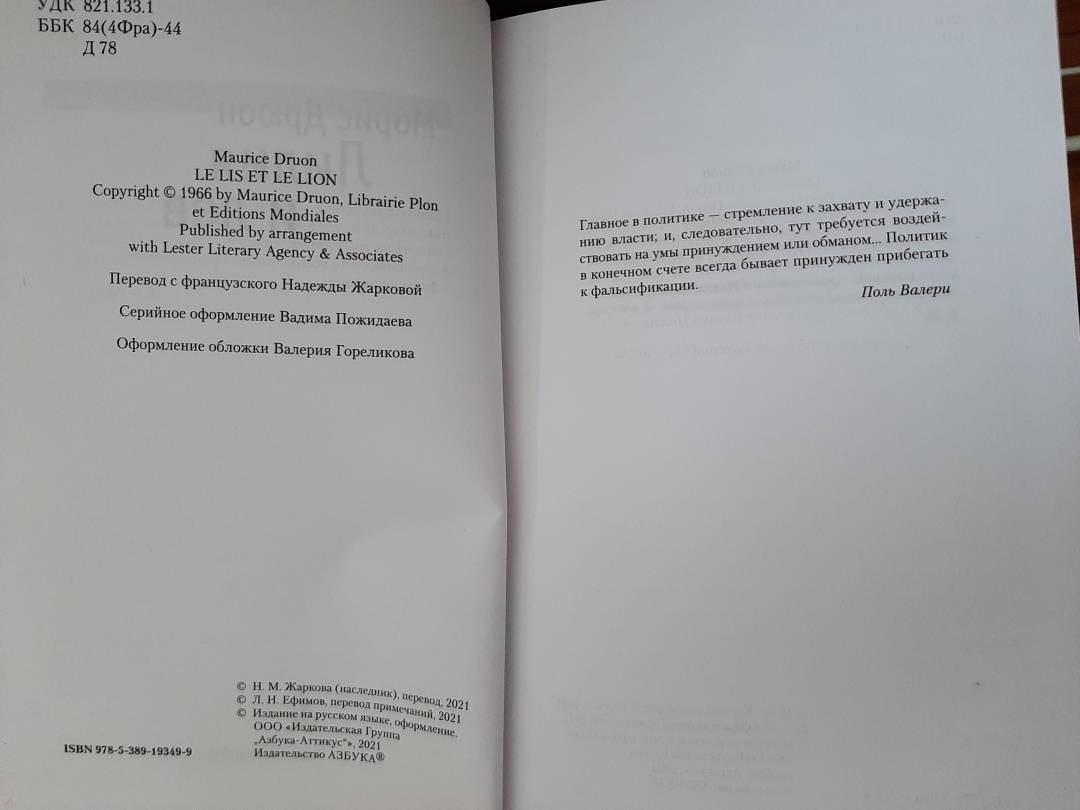 УДК 821.133.1
ББК 84(4Фра)-44
Д 78
Maurice Druon
LE LIS ET LE LION
Copyright © 1966 by Maurice Druon, Librairie Plon
et Editions Mondiales
Published by arrangement
with Lester Literary Agency & Associates
Перевод с французского Надежды Жарковой
Серийное оформление Вадима Пожидаева
Оформление обложки Валерия Гореликова
© Н. М. Жаркова (наследник), перевод, 2021
© Л. Н. Ефимов, перевод примечаний, 2021
© Издание на русском языке, оформление.
ООО «Издательская Группа
„Азбука-Аттикус“», 2021
Издательство АЗБУКА®
ISBN 978-5-389-19349-9
Главное в политике — стремление к захвату и удержа-
нию власти; и, следовательно, тут требуется воздей-
ствовать на умы принуждением или обманом... Политик
в конечном счете всегда бывает принужден прибегать
к фальсификации.
Поль Валери